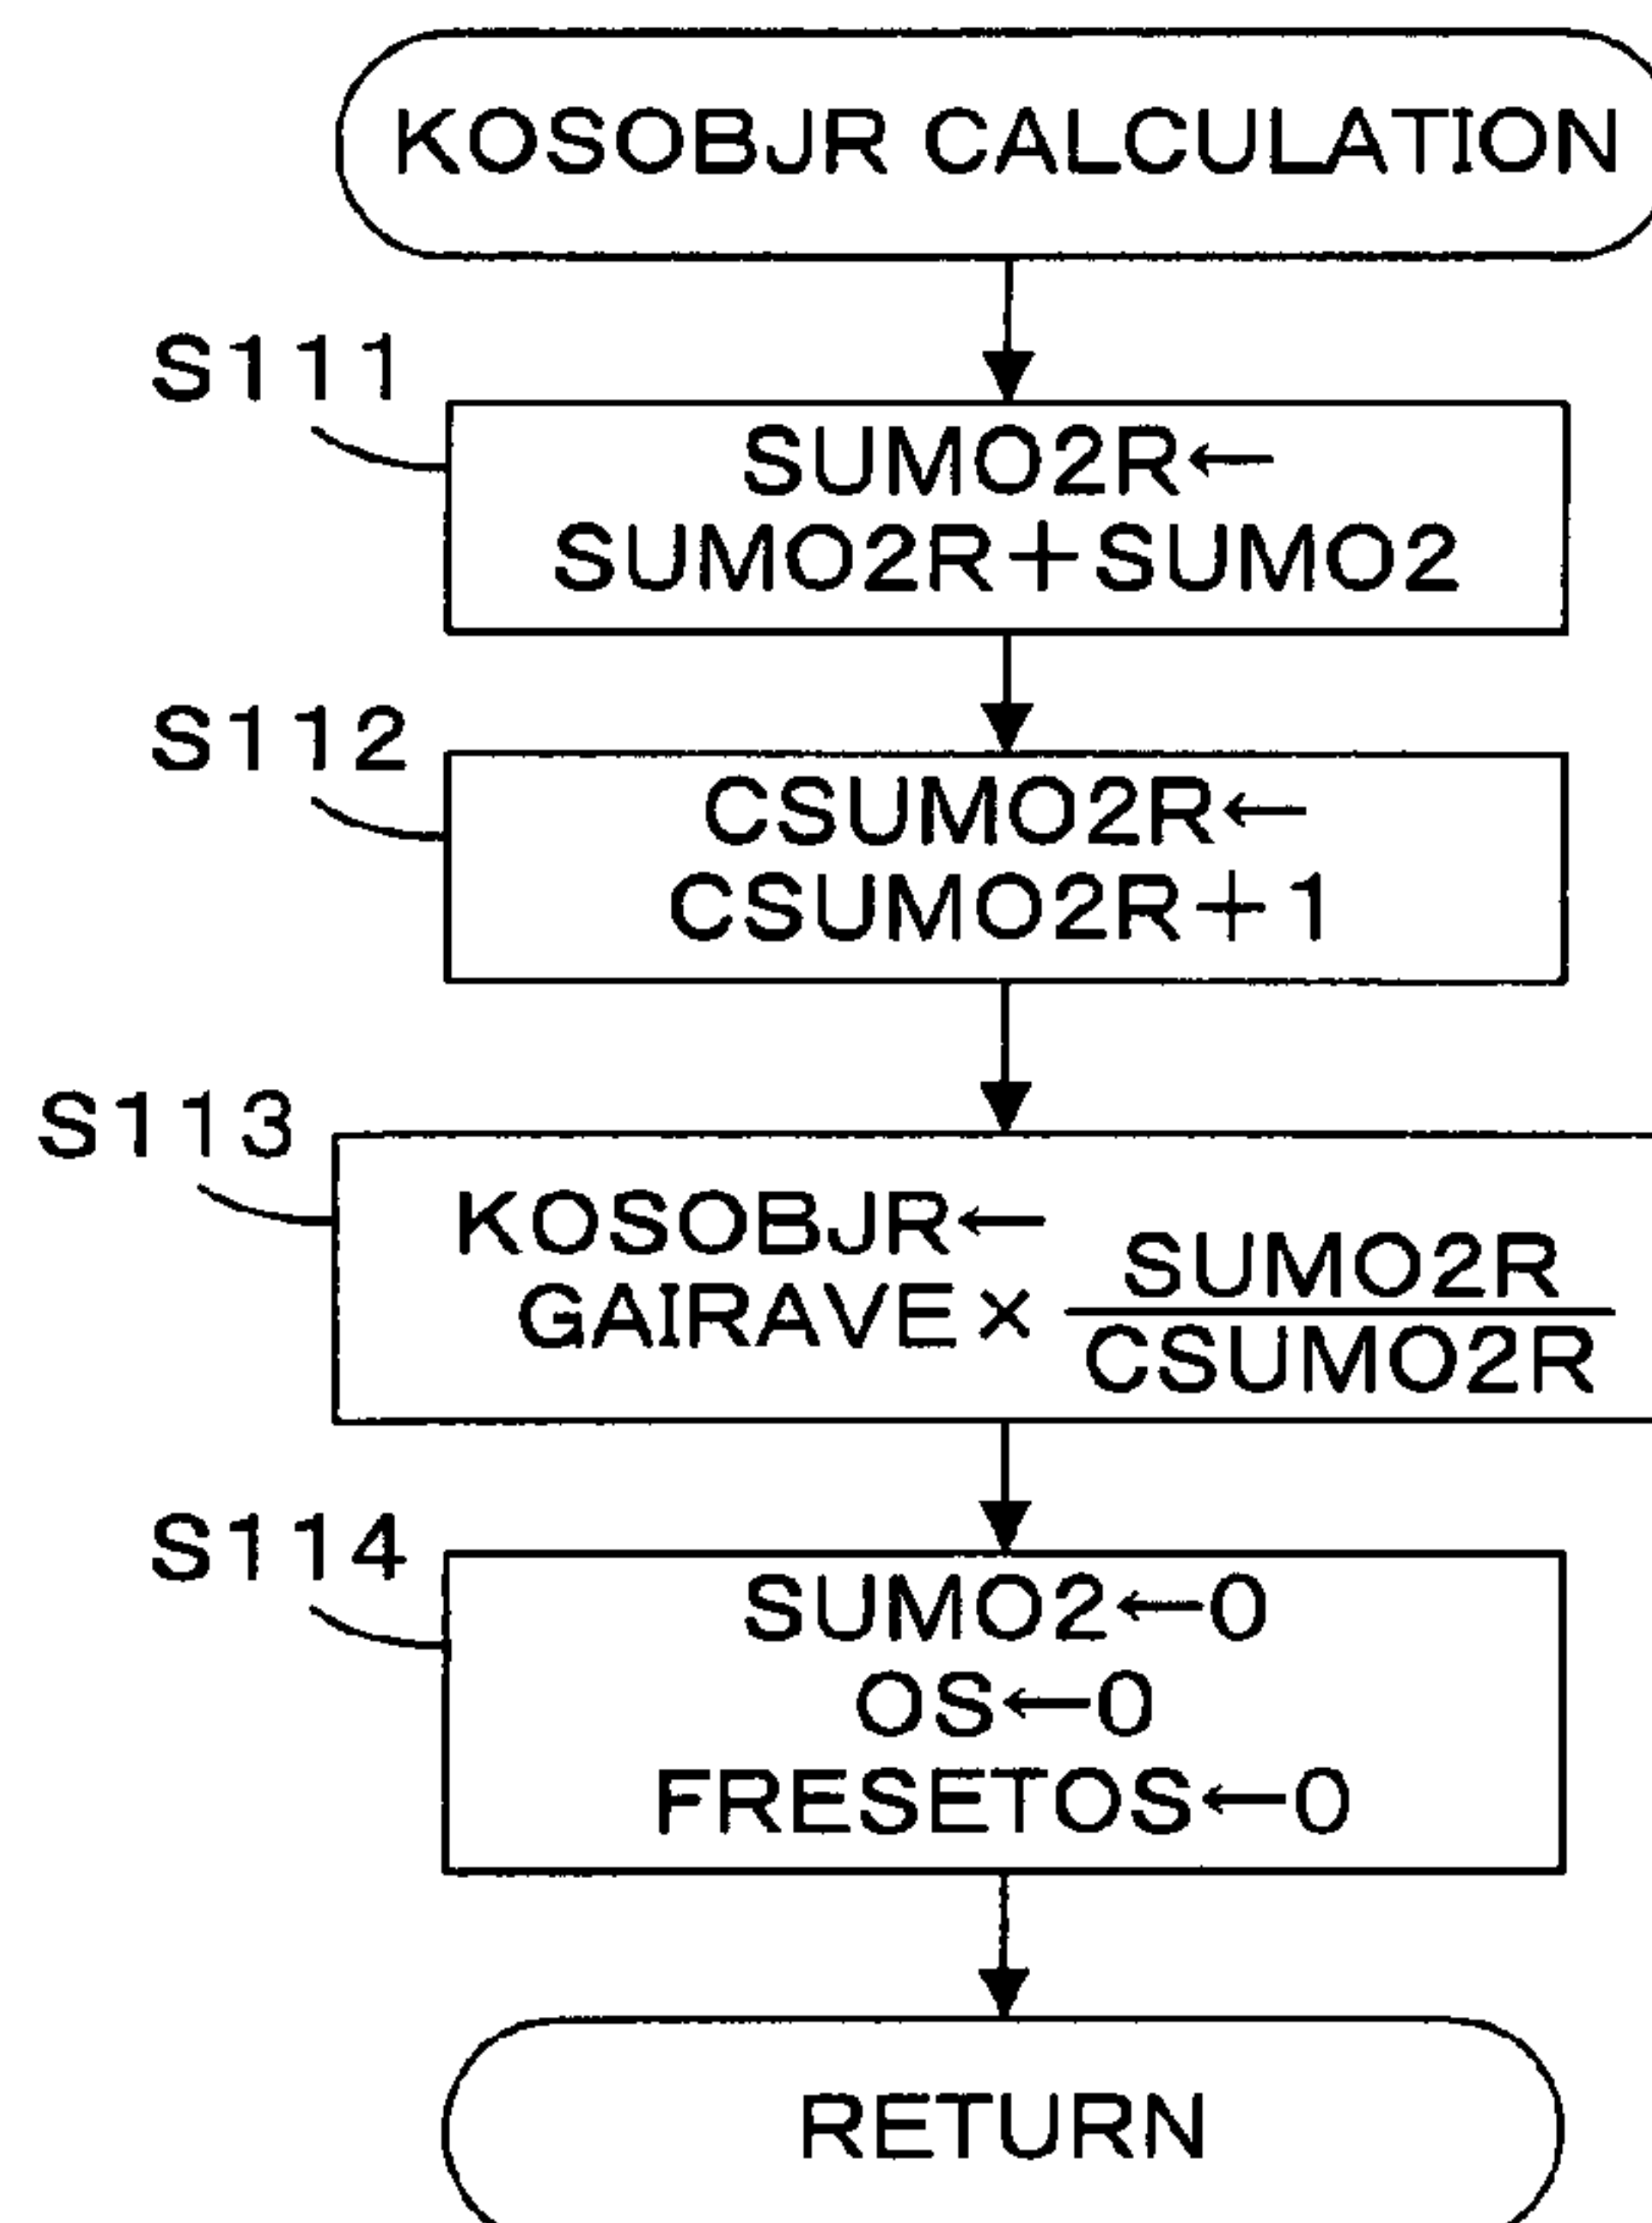 KOSOBJR CALCULATION
S111
SUMO2R←
SUMO2R+SUMO2
S112
CSUMO2R←
CSUMO2R+1
S113
KOSOBJR←
GAIRAVE×
SUMO2R
CSUMO2R
S114
SUMO2←0
OS←0
FRESETOS←0
RETURN